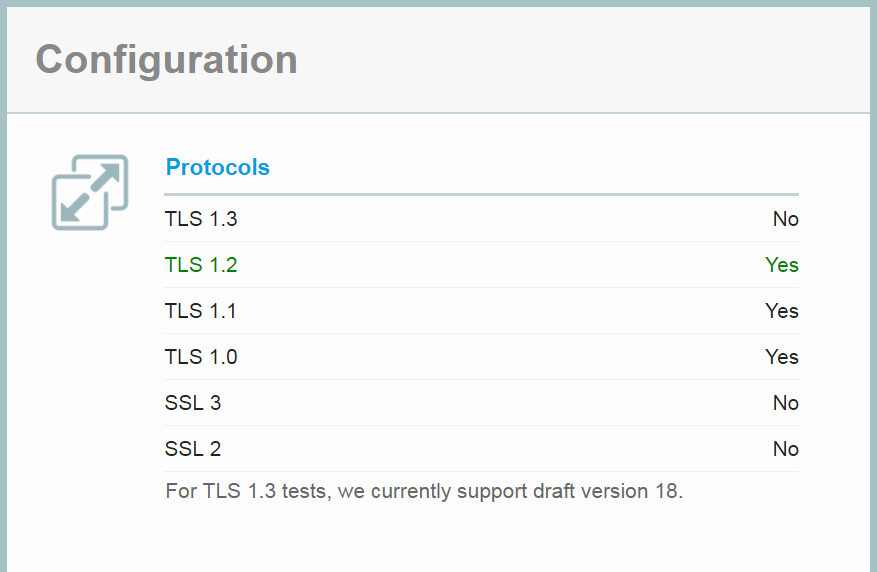 Configuration
Protocols
TLS 1.3 No
TLS 1.2 Yes
TLS 1.1 Yes
TLS 1.0 Yes
SSL 3 No
SSL 2 No
For TLS 1.3 tests, we currently support draft version 18.